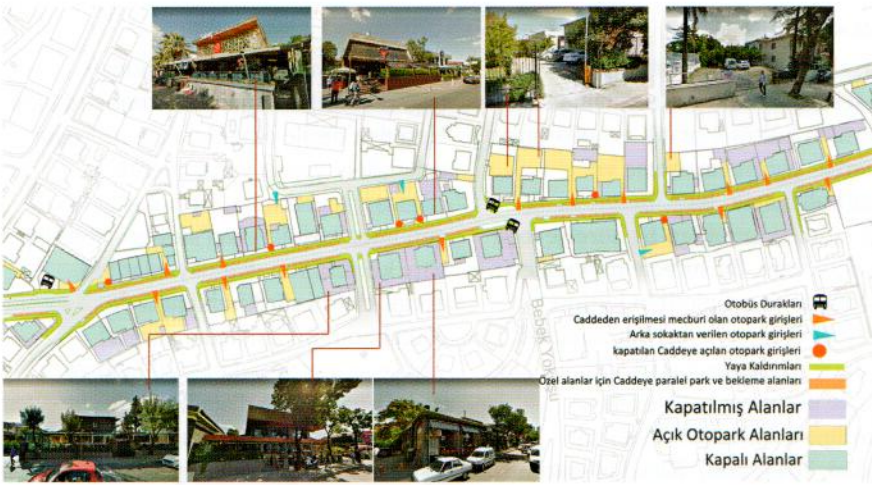 Otobüs Durakları
Caddeden erişilmesi mecburi olan otopark girişleri
Arka sokaktan verilen otopark girişleri
kapatılan Caddeye açılan otopark girişleri
Yaya Kaldırımları
Özel alanlar için Caddeye paralel park ve bekleme alanları
Kapatılmış Alanlar
Açık Otopark Alanları
Kapalı Alanlar
Bebek